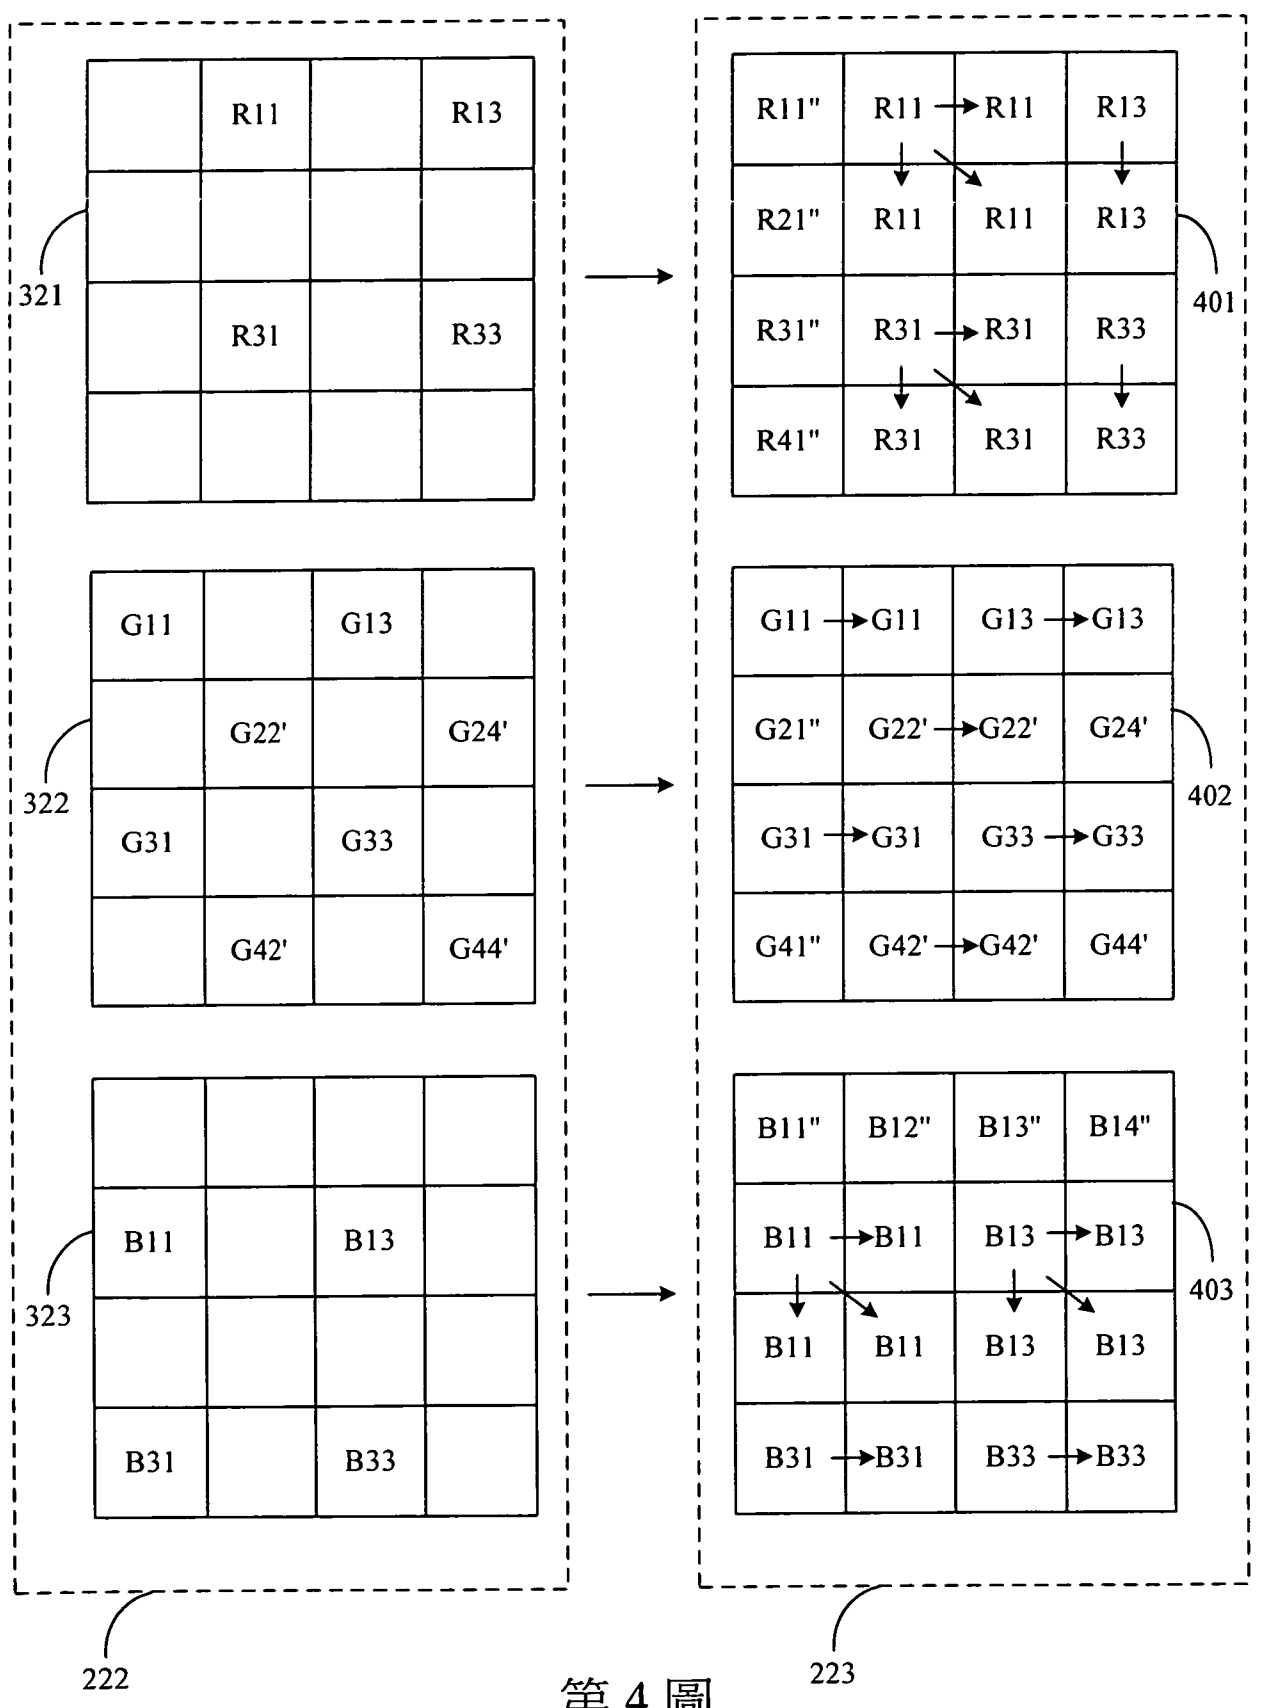 R11 R13
R31 R33
321
R11" R11 R11 R13
R21" R11 R11 R13
R31" R31 R31 R33
R41" R31 R31 R33
401
G11 G13
G22' G24'
G31 G33
G42' G44'
322
G11 G11 G13 G13
G21" G22' G22' G24'
G31 G31 G33 G33
G41" G42' G42' G44'
402
B11 B13
B31 B33
323
B11" B12" B13" B14"
B11 B11 B13 B13
B11 B11 B13 B13
B31 B31 B33 B33
403
222
223
第 4 圖